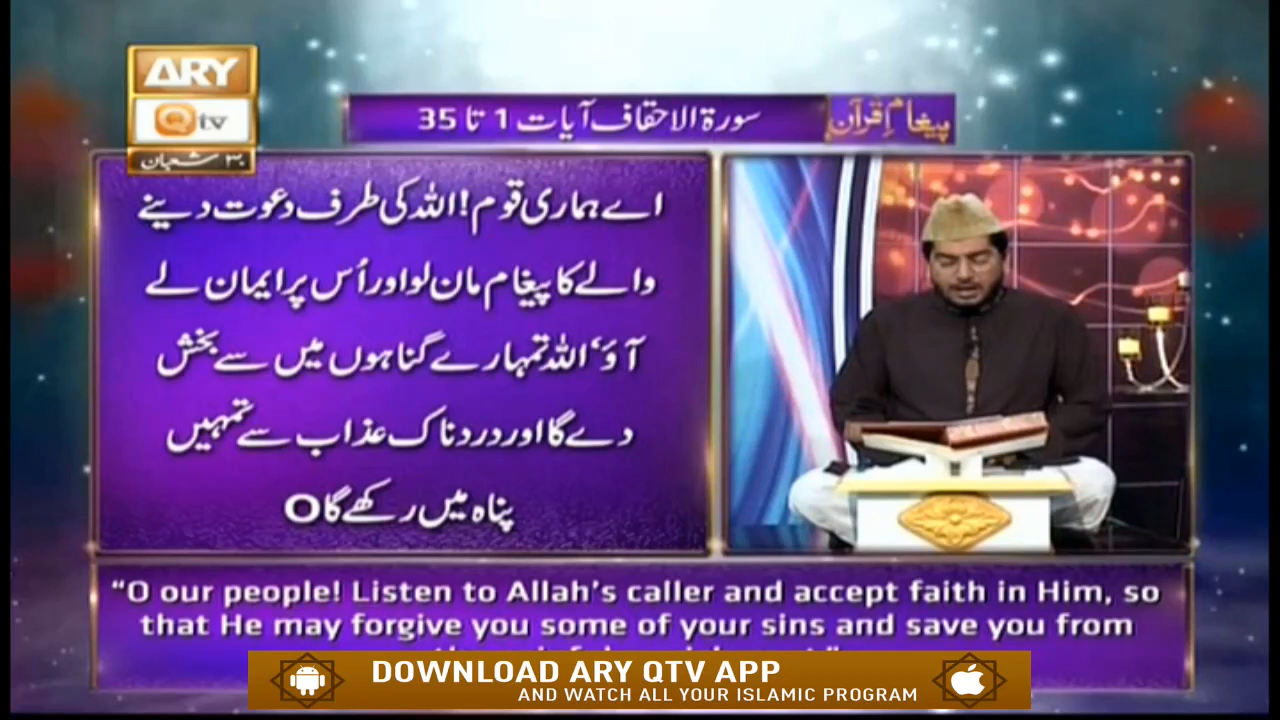 ARY
Qtv
۳ شعبان
پیغام قرآن
سورۃ الاحقاف آیات 1 تا 35
اے ہماری قوم! اللہ کی طرف دعوت دینے
والے کا پیغام مان لو اور اُس پر ایمان لے
آؤ، اللہ تمہارے گناہوں میں سے بخش
دے گا اور دردناک عذاب سے تمہیں
پناہ میں رکھے گا O
“O our people! Listen to Allah’s caller and accept faith in Him, so
that He may forgive you some of your sins and save you from
DOWNLOAD ARY QTV APP
AND WATCH ALL YOUR ISLAMIC PROGRAM